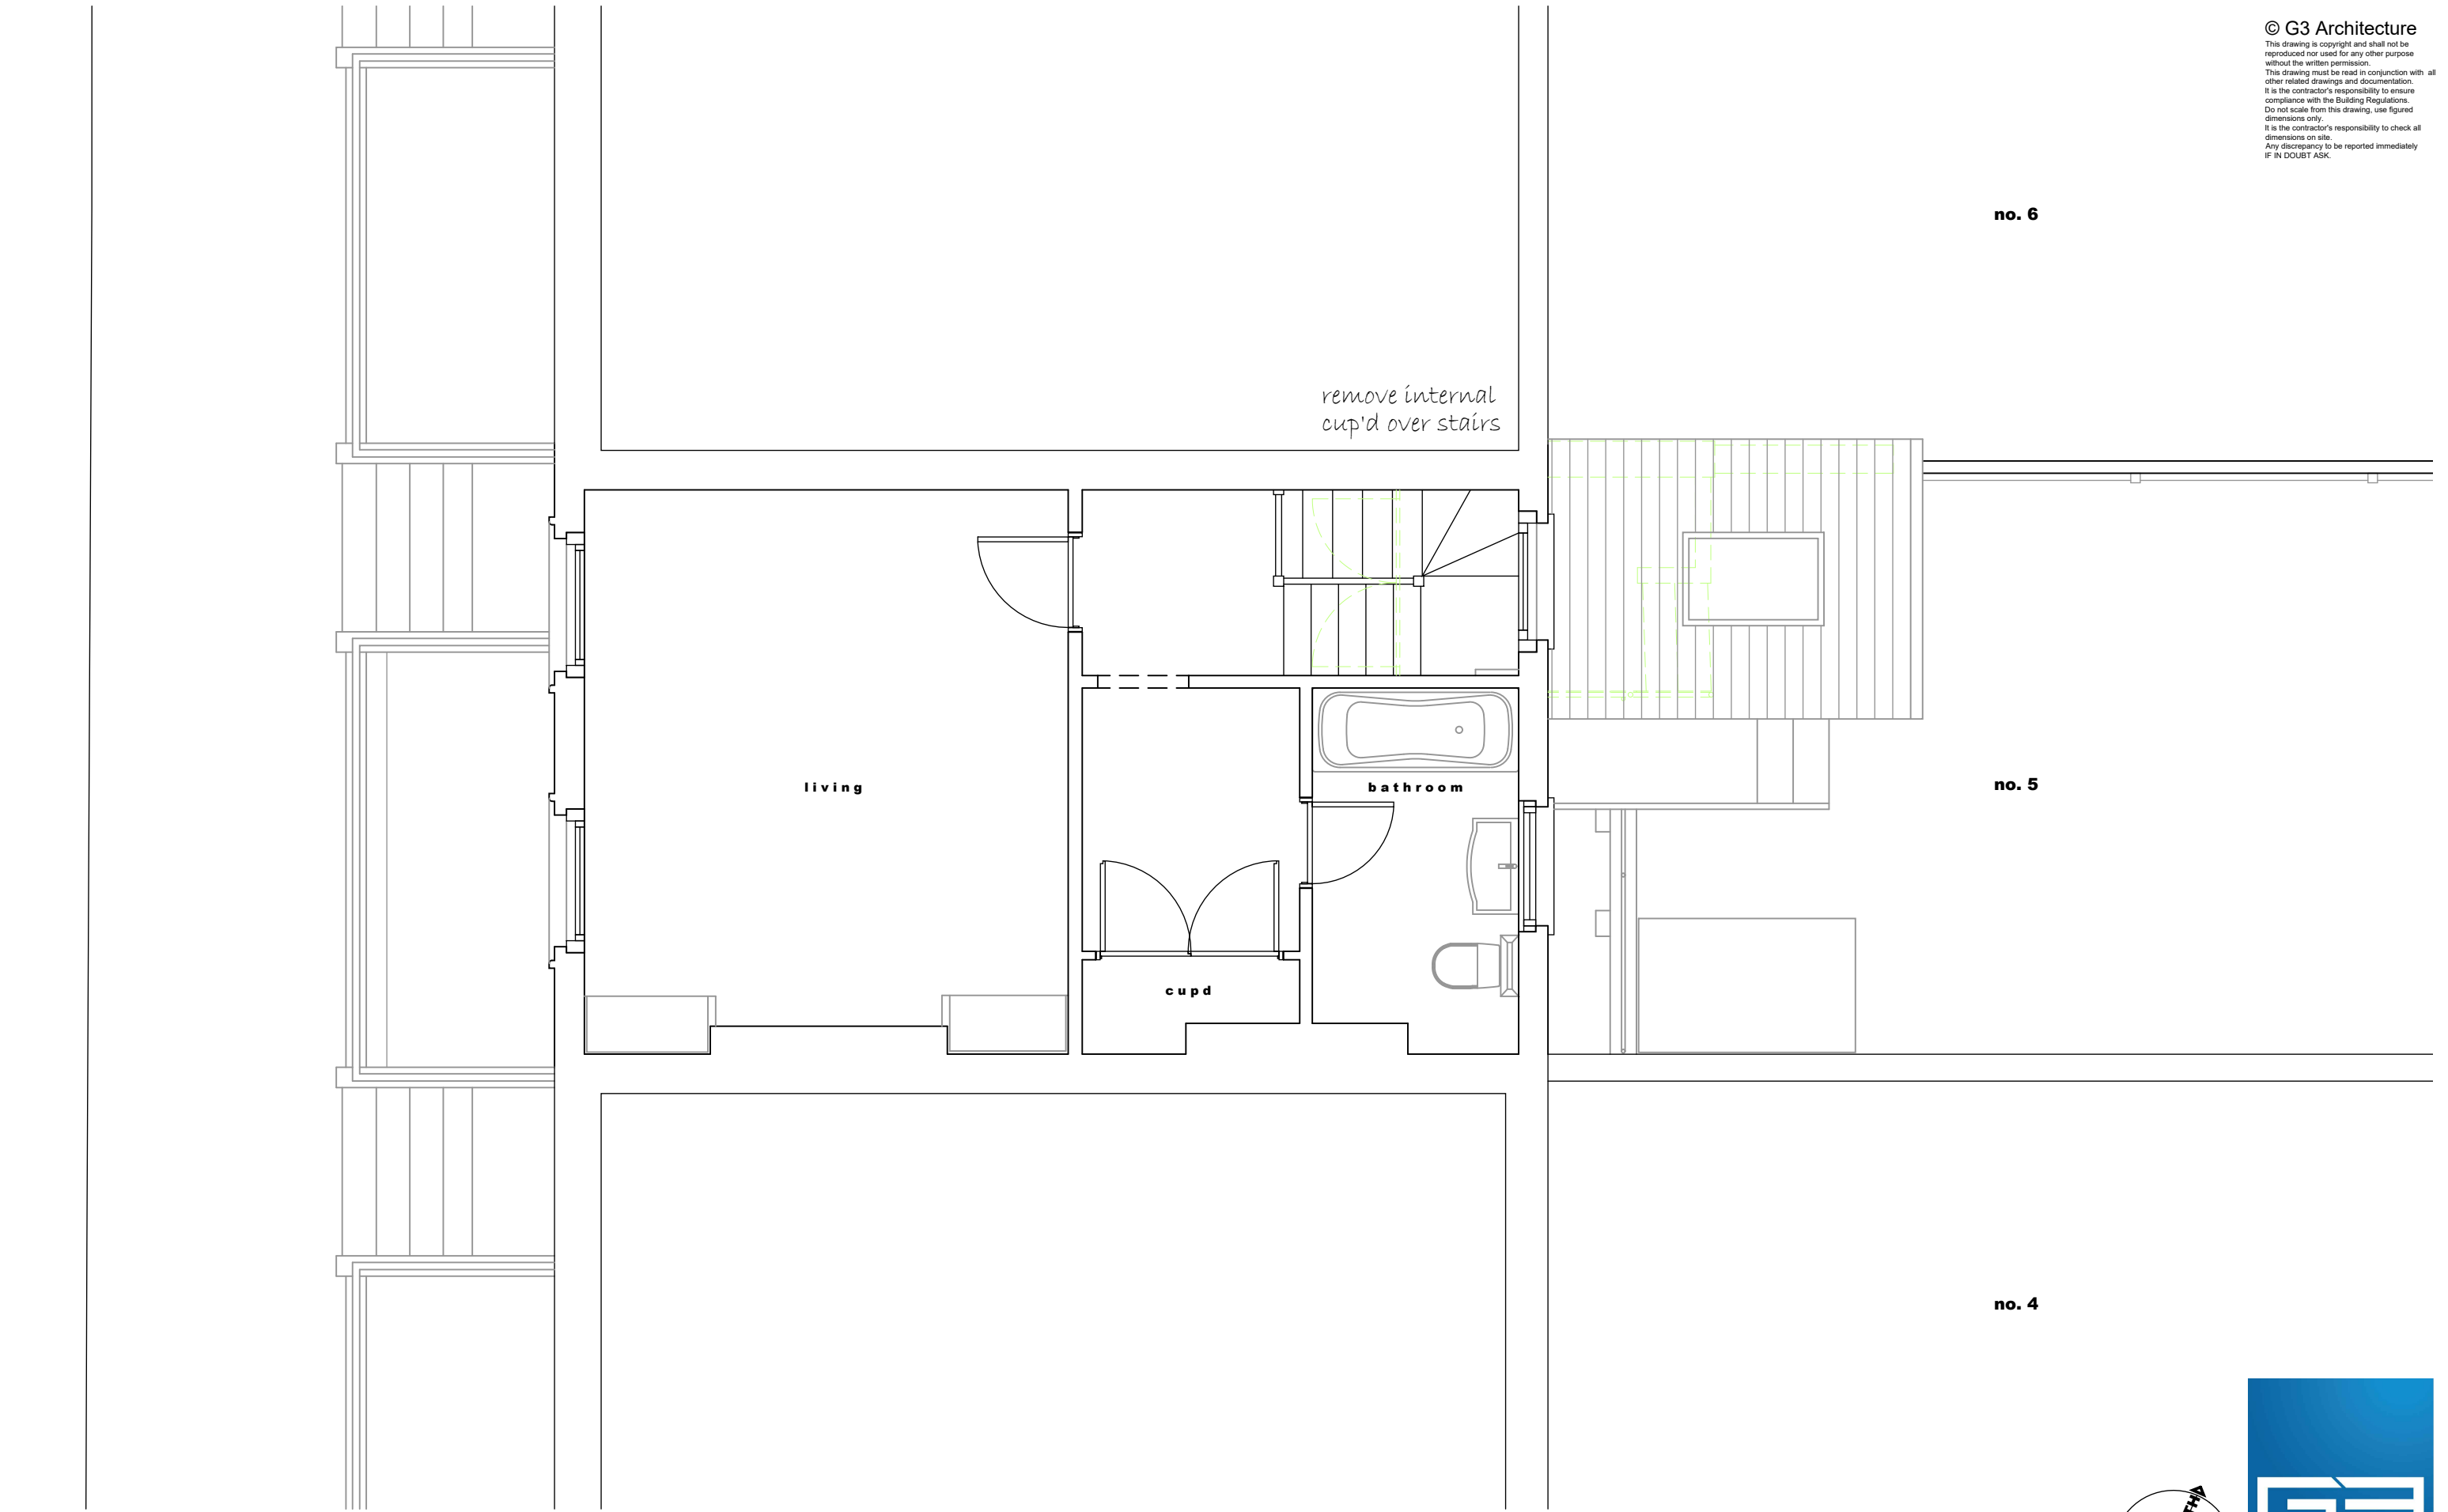 © G3 Architecture
This drawing is copyright and shall not be
reproduced nor used for any other purpose
without the written permission.
This drawing must be read in conjunction with all
other related drawings and documentation.
It is the contractor's responsibility to ensure
compliance with the Building Regulations.
Do not scale from this drawing, use figured
dimensions only.
It is the contractor's responsibility to check all
dimensions on site.
Any discrepancy to be reported immediately
IF IN DOUBT ASK.
no. 6
remove internal
cup'd over stairs
living
bathroom
no. 5
cupd
no. 4